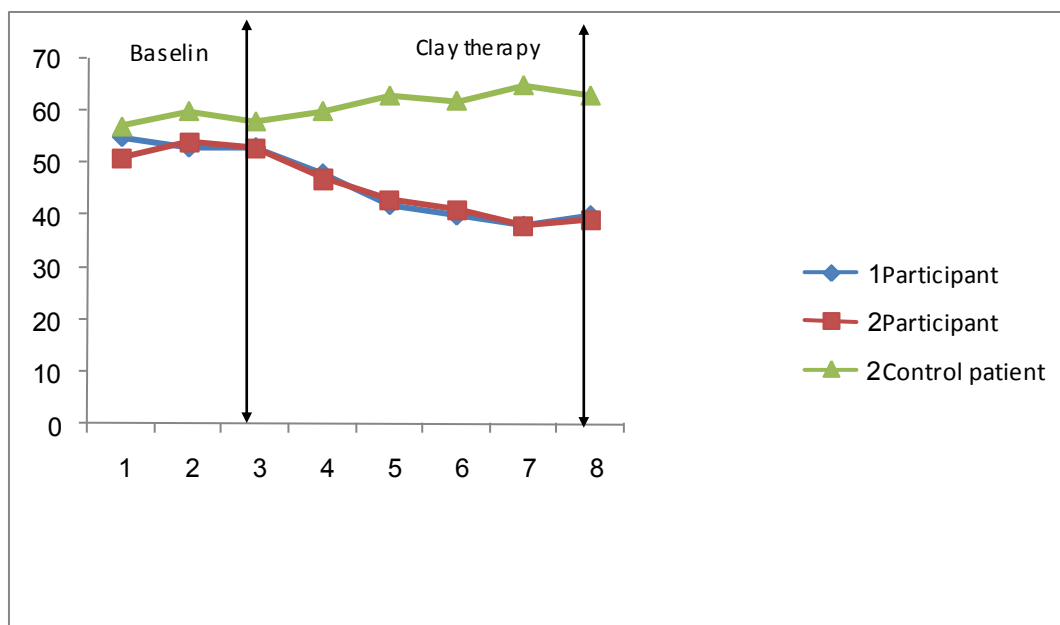 Baselin
Clay therapy
70
60
50
40
30
20
10
0
1 2 3 4 5 6 7 8
1Participant
2Participant
2Control patient